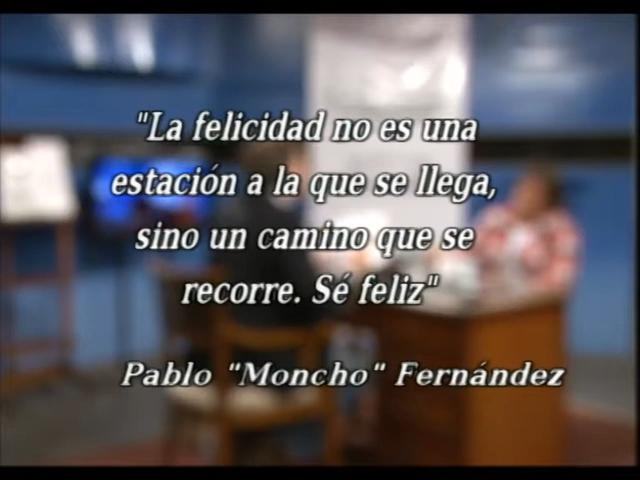 "La felicidad no es una
estación a la que se llega,
sino un camino que se
recorre. Sé feliz"
Pablo "Moncho" Fernández